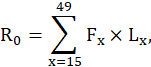 R₀ = ∑_{x=15}^{49} Fₓ × Lₓ,